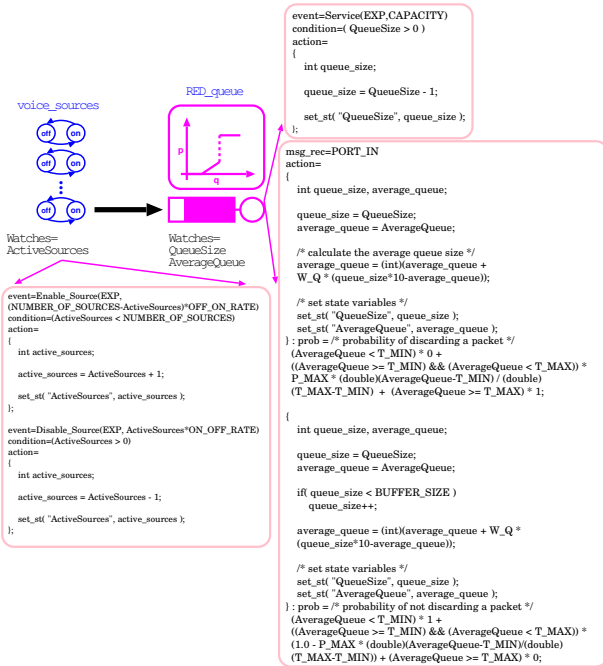 voice_sources
off on
off on
off on
Watches=
ActiveSources
RED_queue
p
q
Watches=
QueueSize
AverageQueue
event=Enable_Source(EXP,
(NUMBER_OF_SOURCES-ActiveSources)*OFF_ON_RATE)
condition=(ActiveSources < NUMBER_OF_SOURCES)
action=
{
int active_sources;
active_sources = ActiveSources + 1;
set_st( "ActiveSources", active_sources );
};
event=Disable_Source(EXP, ActiveSources*ON_OFF_RATE)
condition=(ActiveSources > 0)
action=
{
int active_sources;
active_sources = ActiveSources - 1;
set_st( "ActiveSources", active_sources );
};
event=Service(EXP,CAPACITY)
condition=( QueueSize > 0 )
action=
{
int queue_size;
queue_size = QueueSize - 1;
set_st( "QueueSize", queue_size );
};
msg_rec=PORT_IN
action=
{
int queue_size, average_queue;
queue_size = QueueSize;
average_queue = AverageQueue;
/* calculate the average queue size */
average_queue = (int)(average_queue +
W_Q * (queue_size*10-average_queue));
/* set state variables */
set_st( "QueueSize", queue_size );
set_st( "AverageQueue", average_queue );
} : prob = /* probability of discarding a packet */
(AverageQueue < T_MIN) * 0 +
((AverageQueue >= T_MIN) && (AverageQueue < T_MAX)) *
P_MAX * (double)(AverageQueue-T_MIN) / (double)
(T_MAX-T_MIN) + (AverageQueue >= T_MAX) * 1;
{
int queue_size, average_queue;
queue_size = QueueSize;
average_queue = AverageQueue;
if( queue_size < BUFFER_SIZE )
queue_size++;
average_queue = (int)(average_queue + W_Q *
(queue_size*10-average_queue));
/* set state variables */
set_st( "QueueSize", queue_size );
set_st( "AverageQueue", average_queue );
} : prob = /* probability of not discarding a packet */
(AverageQueue < T_MIN) * 1 +
((AverageQueue >= T_MIN) && (AverageQueue < T_MAX)) *
(1.0 - P_MAX * (double)(AverageQueue-T_MIN)/(double)
(T_MAX-T_MIN)) + (AverageQueue >= T_MAX) * 0;